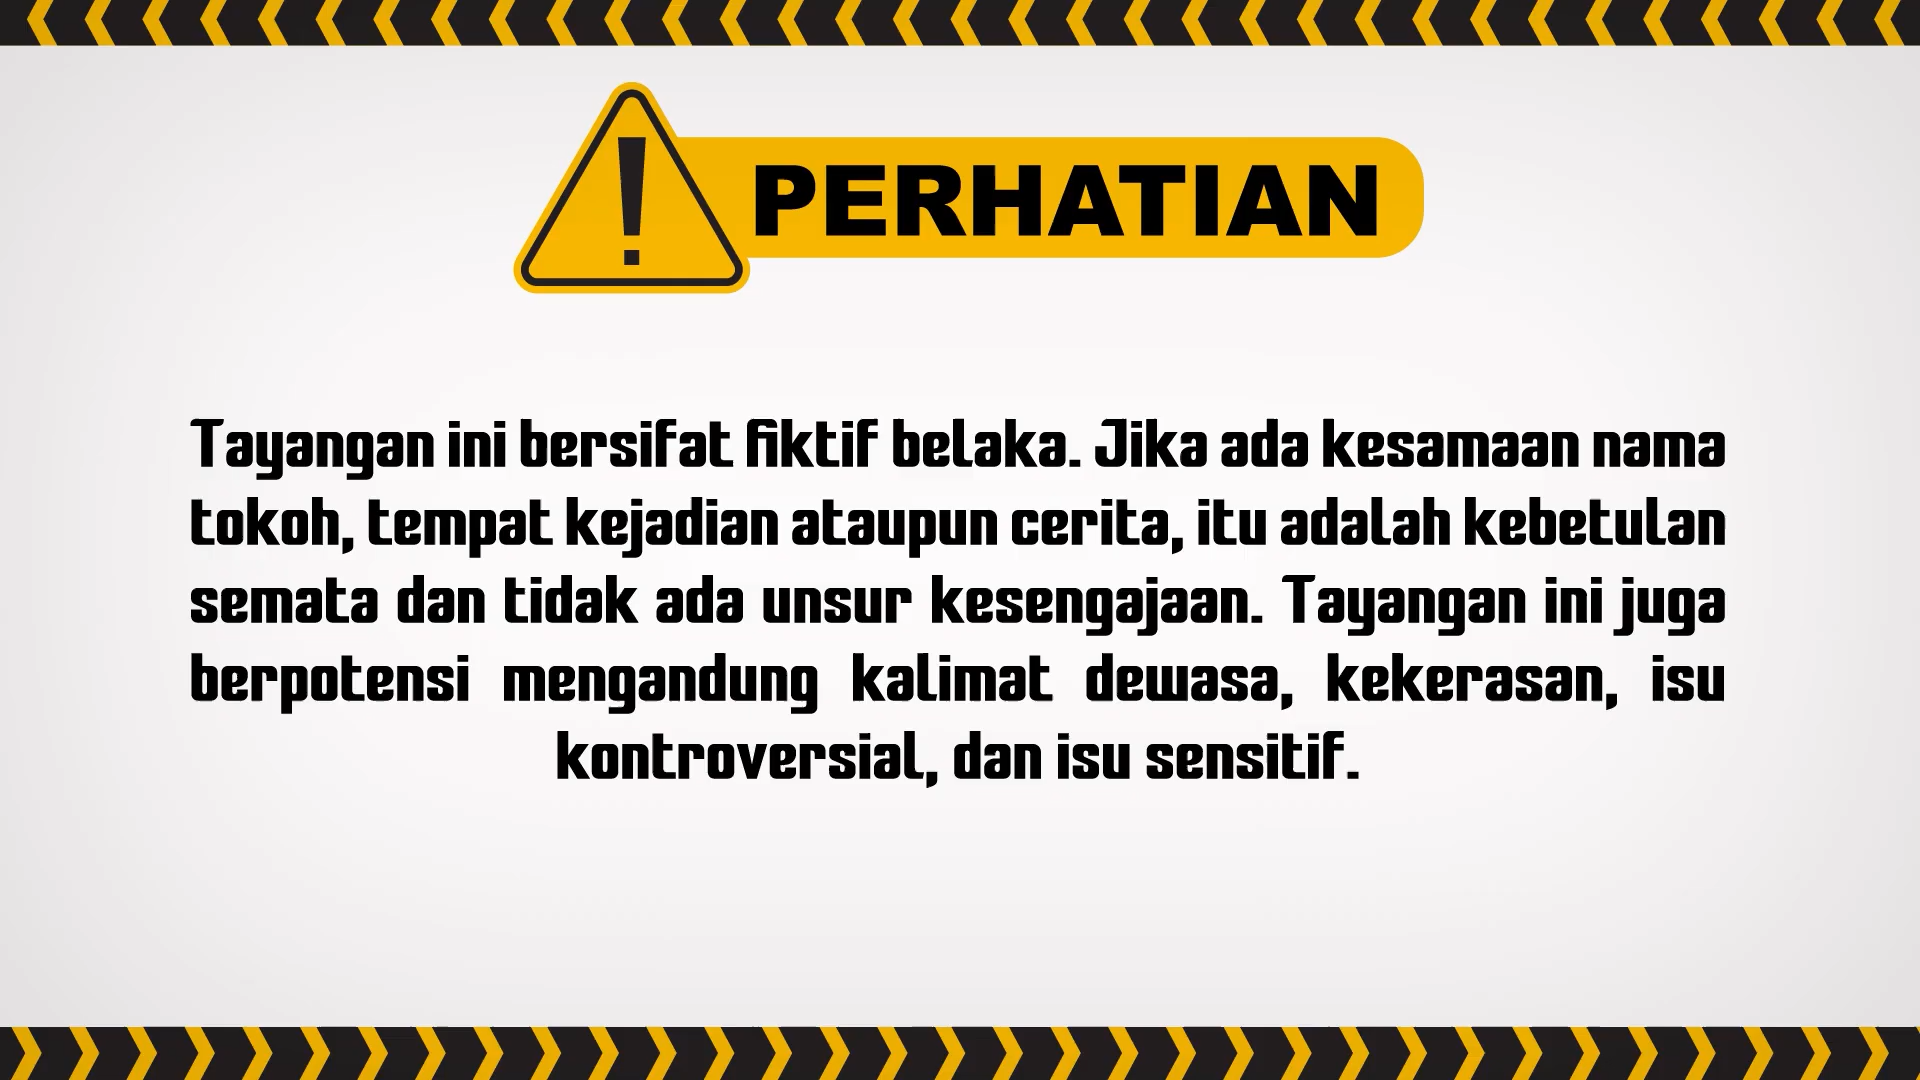 !
PERHATIAN
Tayangan ini bersifat fiktif belaka. Jika ada kesamaan nama
tokoh, tempat kejadian ataupun cerita, itu adalah kebetulan
semata dan tidak ada unsur kesengajaan. Tayangan ini juga
berpotensi mengandung kalimat dewasa, kekerasan, isu
kontroversial, dan isu sensitif.